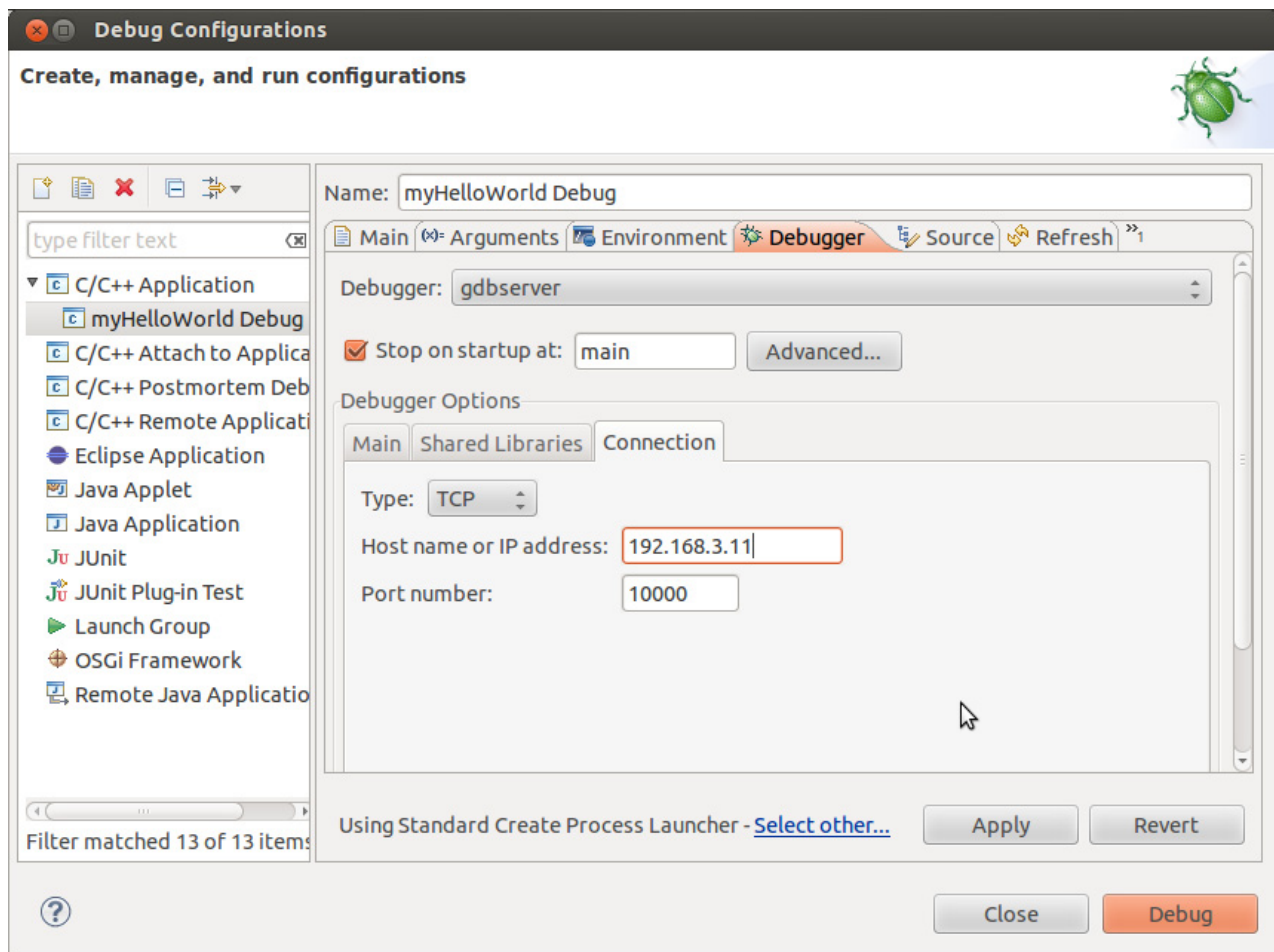 Debug Configurations
Create, manage, and run configurations
Name: myHelloWorld Debug
type filter text
Main (x)= Arguments Environment Debugger Source Refresh »1
C/C++ Application
myHelloWorld Debug
C/C++ Attach to Applica
C/C++ Postmortem Deb
C/C++ Remote Applicati
Eclipse Application
Java Applet
Java Application
Ju JUnit
Jü JUnit Plug-in Test
Launch Group
OSGi Framework
Remote Java Applicatio
Filter matched 13 of 13 items
Debugger: gdbserver
Stop on startup at: main Advanced...
Debugger Options
Main Shared Libraries Connection
Type: TCP
Host name or IP address: 192.168.3.11
Port number: 10000
Using Standard Create Process Launcher - Select other... Apply Revert
? Close Debug